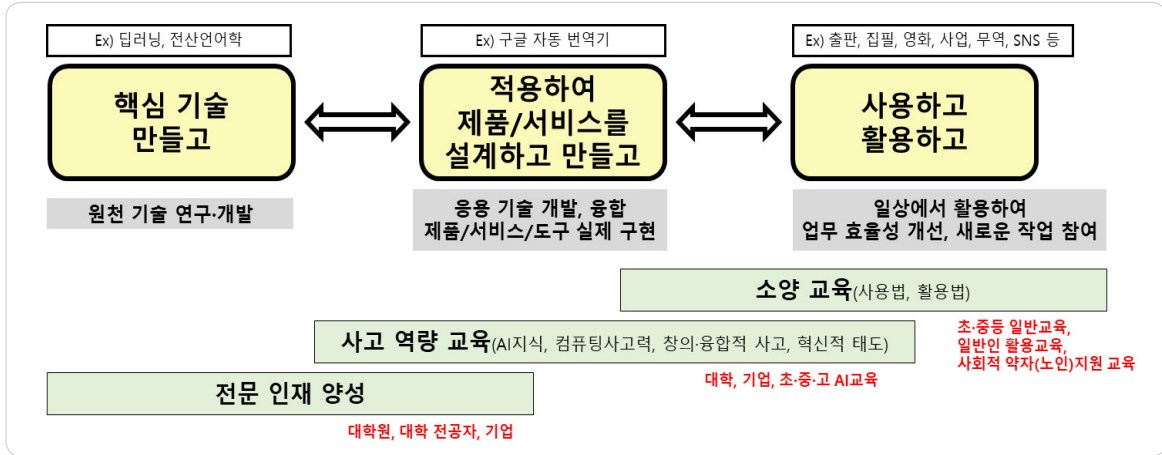 Ex) 딥러닝, 전산언어학
핵심 기술
만들고
원천 기술 연구·개발
Ex) 구글 자동 번역기
적용하여
제품/서비스를
설계하고 만들고
응용 기술 개발, 융합
제품/서비스/도구 실제 구현
Ex) 출판, 집필, 영화, 사업, 무역, SNS 등
사용하고
활용하고
일상에서 활용하여
업무 효율성 개선, 새로운 작업 참여
소양 교육(사용법, 활용법)
초·중등 일반교육,
일반인 활용교육,
사회적 약자(노인)지원 교육
사고 역량 교육(AI지식, 컴퓨팅사고력, 창의·융합적 사고, 혁신적 태도)
대학, 기업, 초·중·고 AI교육
전문 인재 양성
대학원, 대학 전공자, 기업